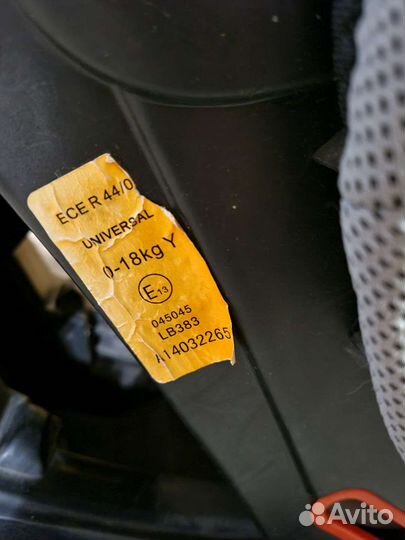 ECE R 44/0
UNIVERSAL
0-18kg Y
E13
045045
LB383
A14032265
Avito